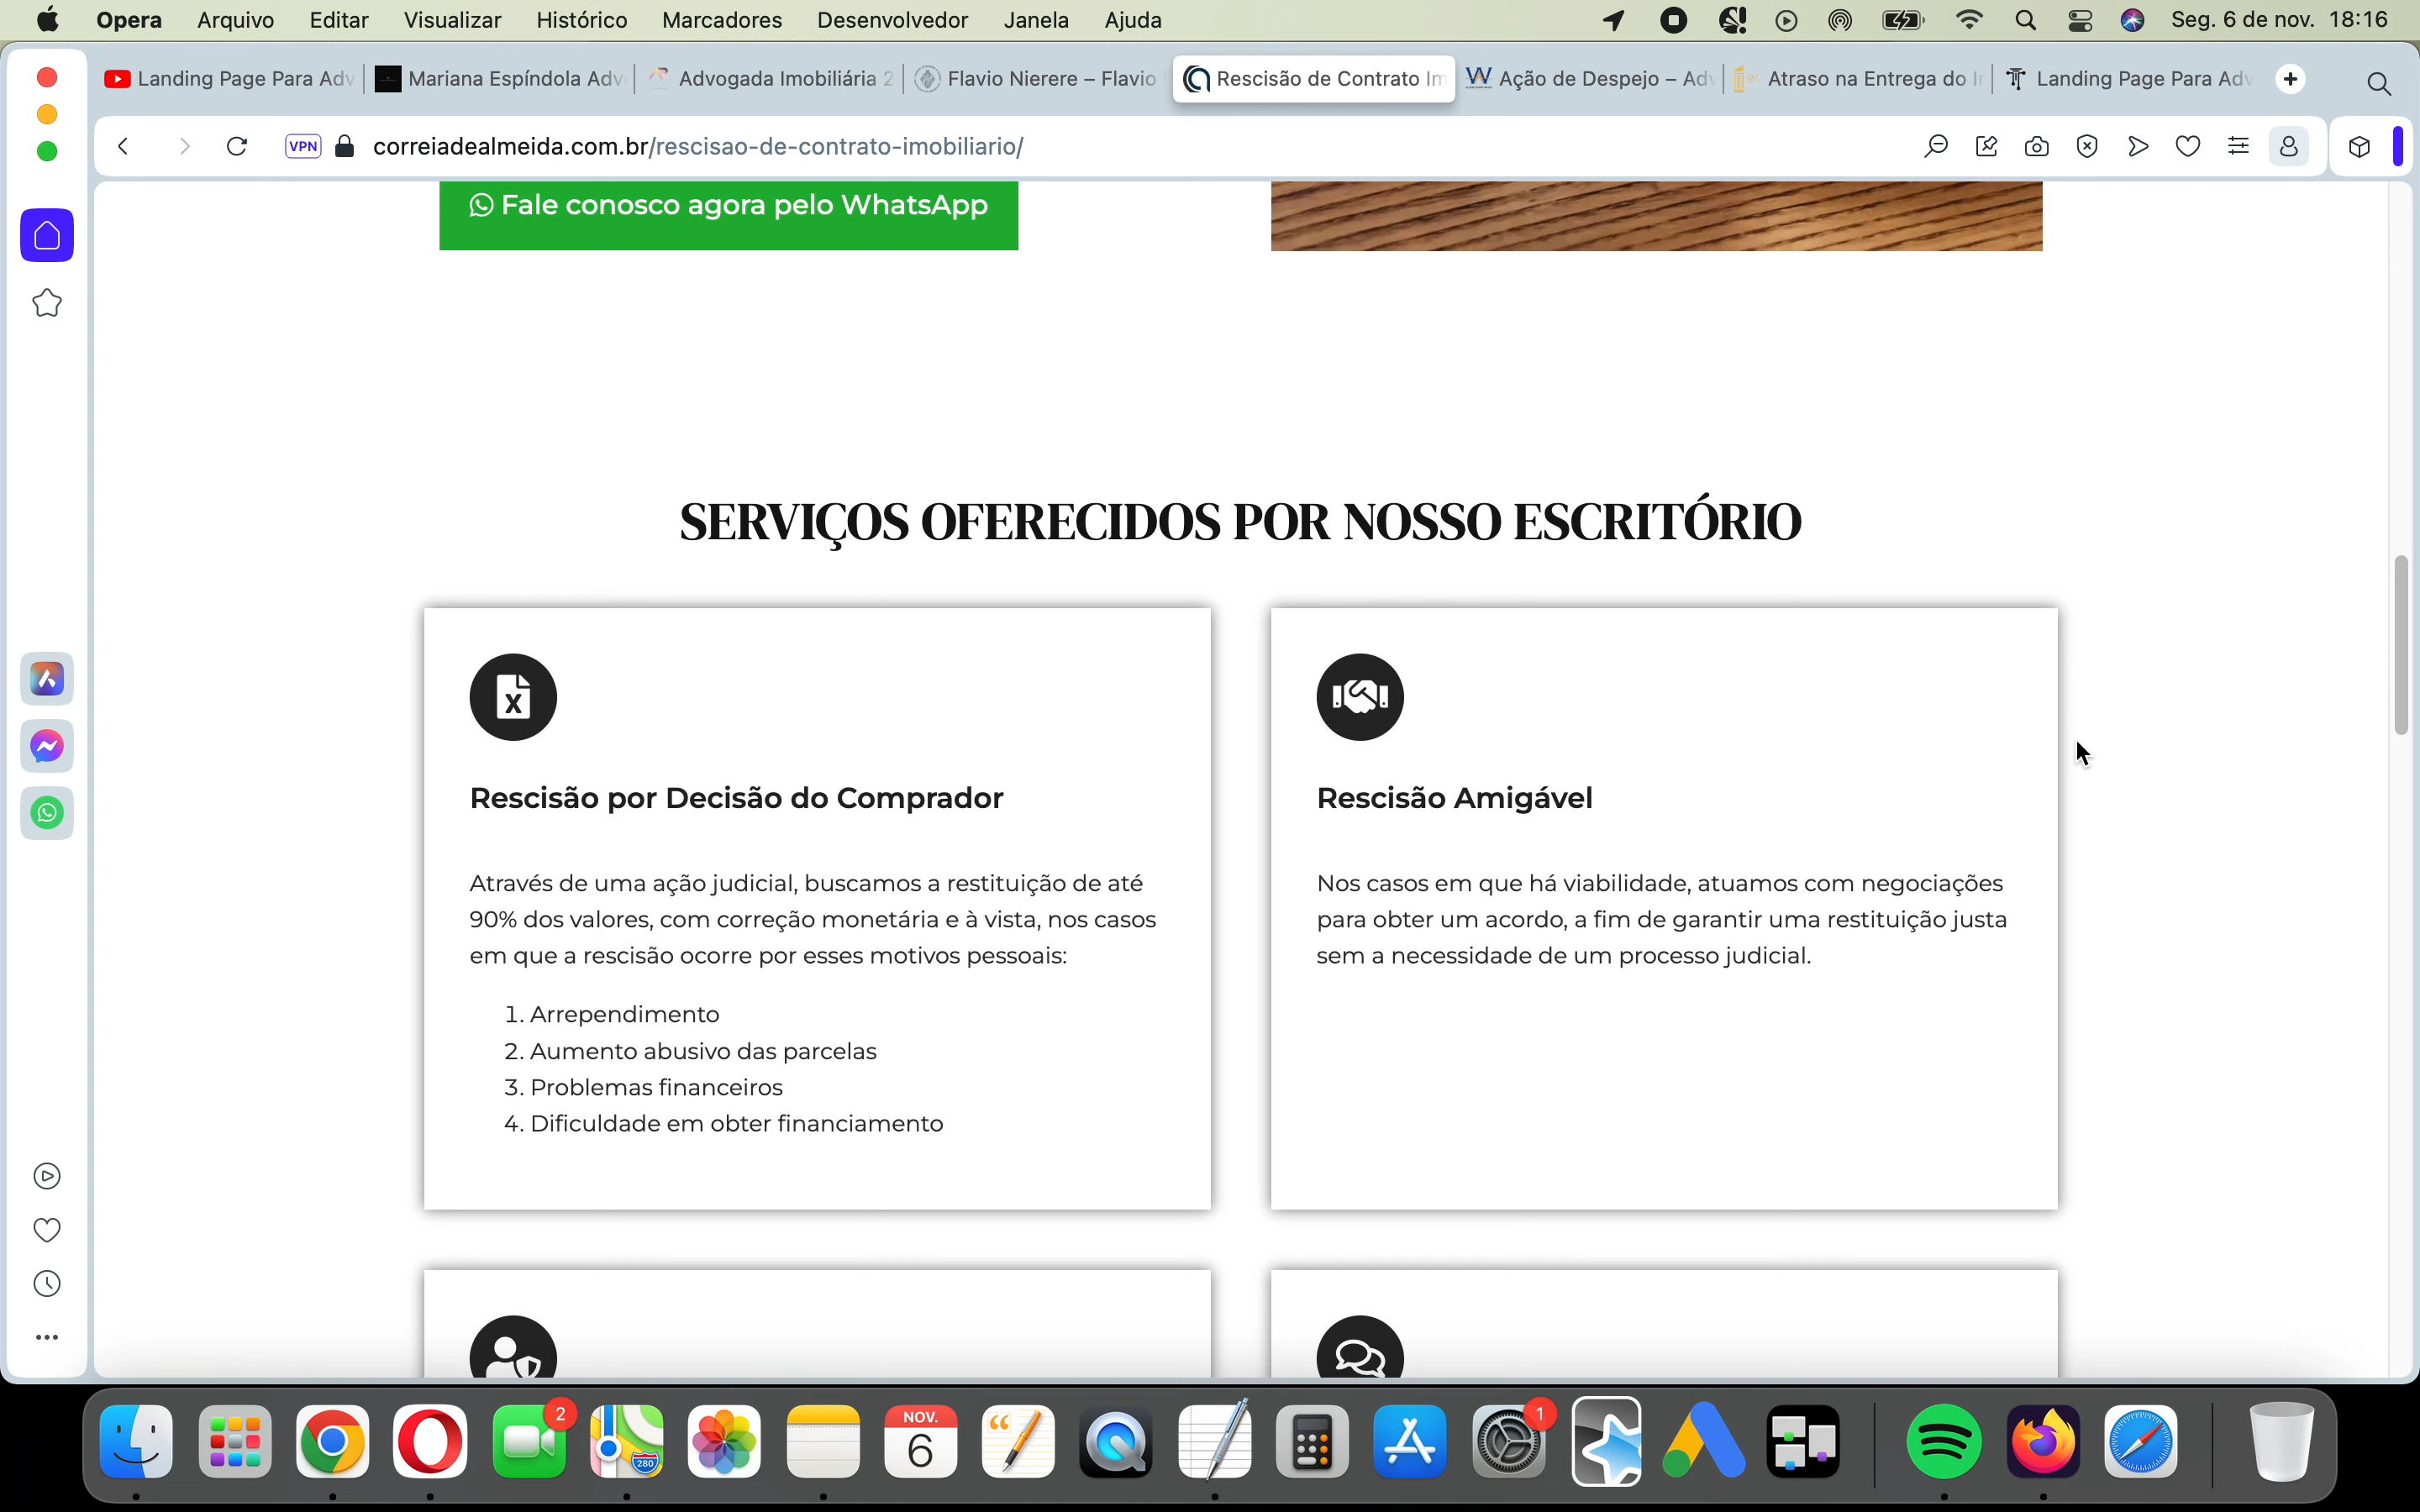 Opera Arquivo Editar Visualizar Histórico Marcadores Desenvolvedor Janela Ajuda Seg. 6 de nov. 18:16
Landing Page Para Adv Mariana Espíndola Adv Advogada Imobiliária 2 Flavio Nierere – Flavio Rescisão de Contrato Im Ação de Despejo – Adv Atraso na Entrega do Landing Page Para Adv
VPN correiadealmeida.com.br/rescisao-de-contrato-imobiliario/
Fale conosco agora pelo WhatsApp
SERVIÇOS OFERECIDOS POR NOSSO ESCRITÓRIO
X
Rescisão por Decisão do Comprador
Através de uma ação judicial, buscamos a restituição de até
90% dos valores, com correção monetária e à vista, nos casos
em que a rescisão ocorre por esses motivos pessoais:
1. Arrependimento
2. Aumento abusivo das parcelas
3. Problemas financeiros
4. Dificuldade em obter financiamento
Rescisão Amigável
Nos casos em que há viabilidade, atuamos com negociações
para obter um acordo, a fim de garantir uma restituição justa
sem a necessidade de um processo judicial.
2
280
NOV.
6
1